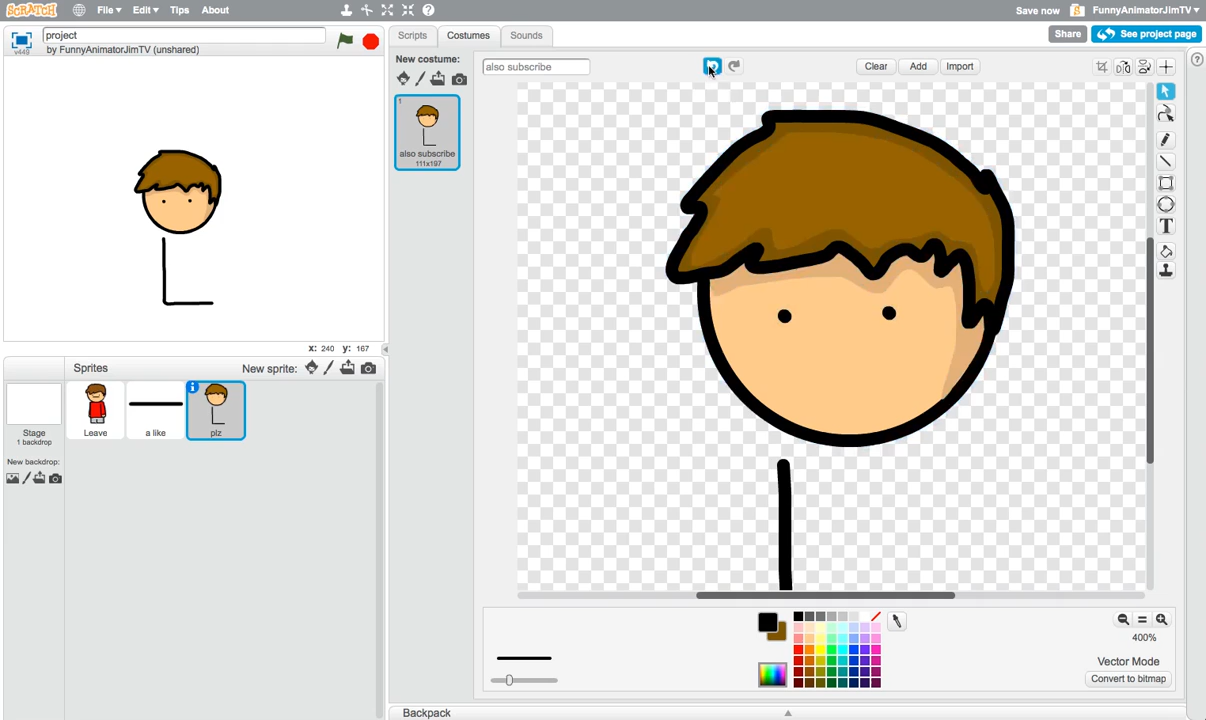 SCRATCH File▼ Edit▼ Tips About Save now FunnyAnimatorJimTV▼
v449 project
by FunnyAnimatorJimTV (unshared)
Scripts Costumes Sounds
Share See project page
New costume:
also subscribe
Clear Add Import
1
also subscribe
111x197
T
x: 240 y: 167
Sprites New sprite:
Stage
1 backdrop
New backdrop:
Leave
a like
plz
400%
Vector Mode
Convert to bitmap
Backpack